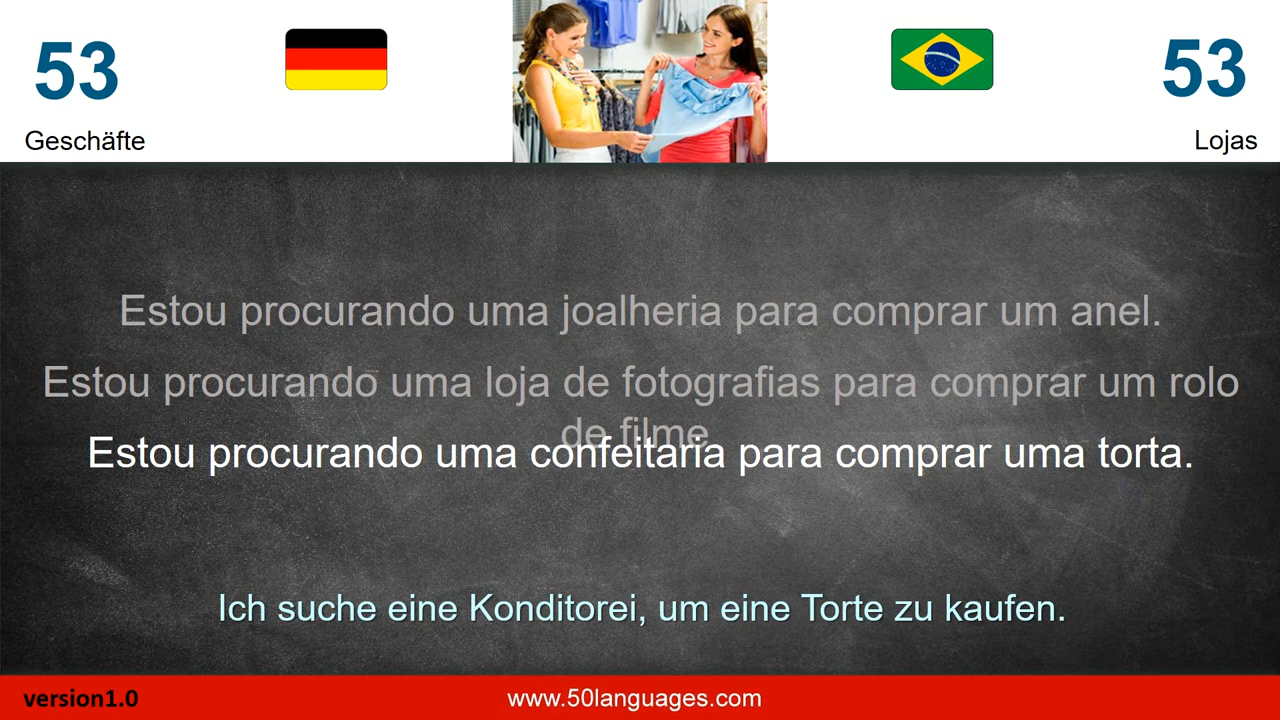 53
53
Geschäfte
Lojas
Estou procurando uma joalheria para comprar um anel.
Estou procurando uma loja de fotografias para comprar um rolo
de filme
Estou procurando uma confeitaria para comprar uma torta.
Ich suche eine Konditorei, um eine Torte zu kaufen.
version1.0
www.50languages.com